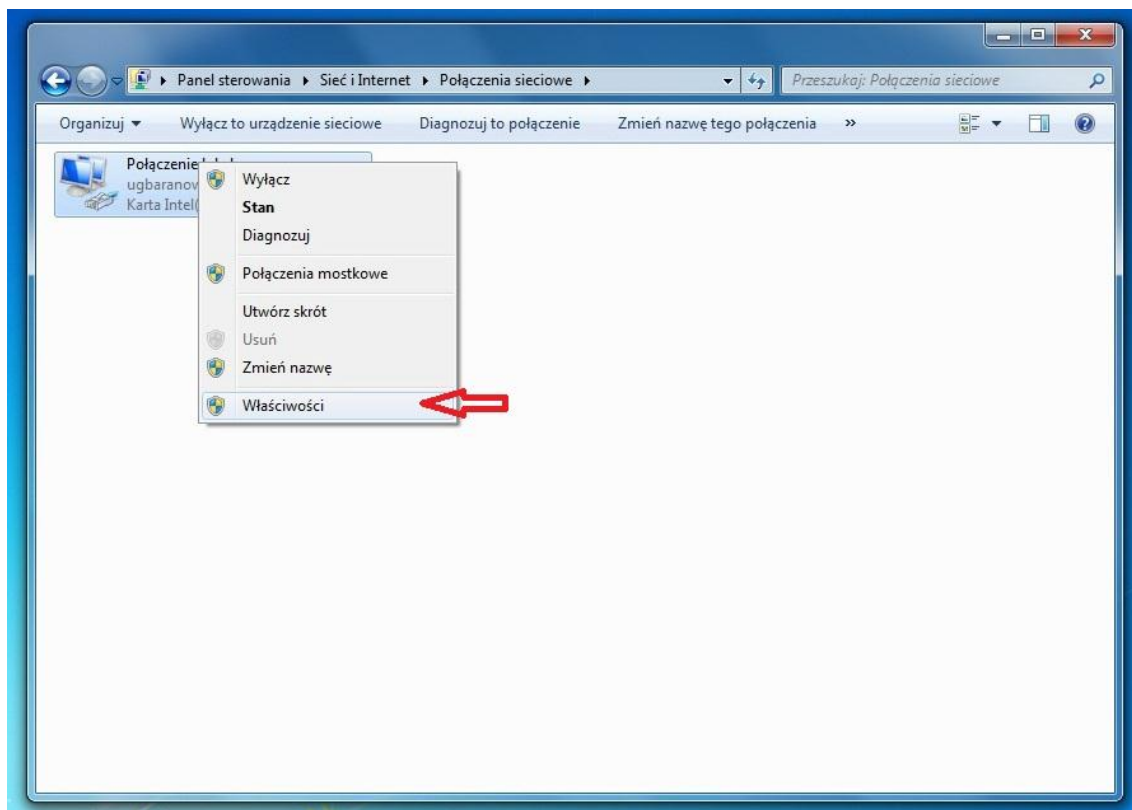 Panel sterowania Sieć i Internet Połączenia sieciowe Przeszukaj: Połączenia sieciowe
Organizuj Wyłącz to urządzenie sieciowe Diagnozuj to połączenie Zmień nazwę tego połączenia »
Połączenie
ugbaranov
Karta Intel(
Wyłącz
Stan
Diagnozuj
Połączenia mostkowe
Utwórz skrót
Usuń
Zmień nazwę
Właściwości